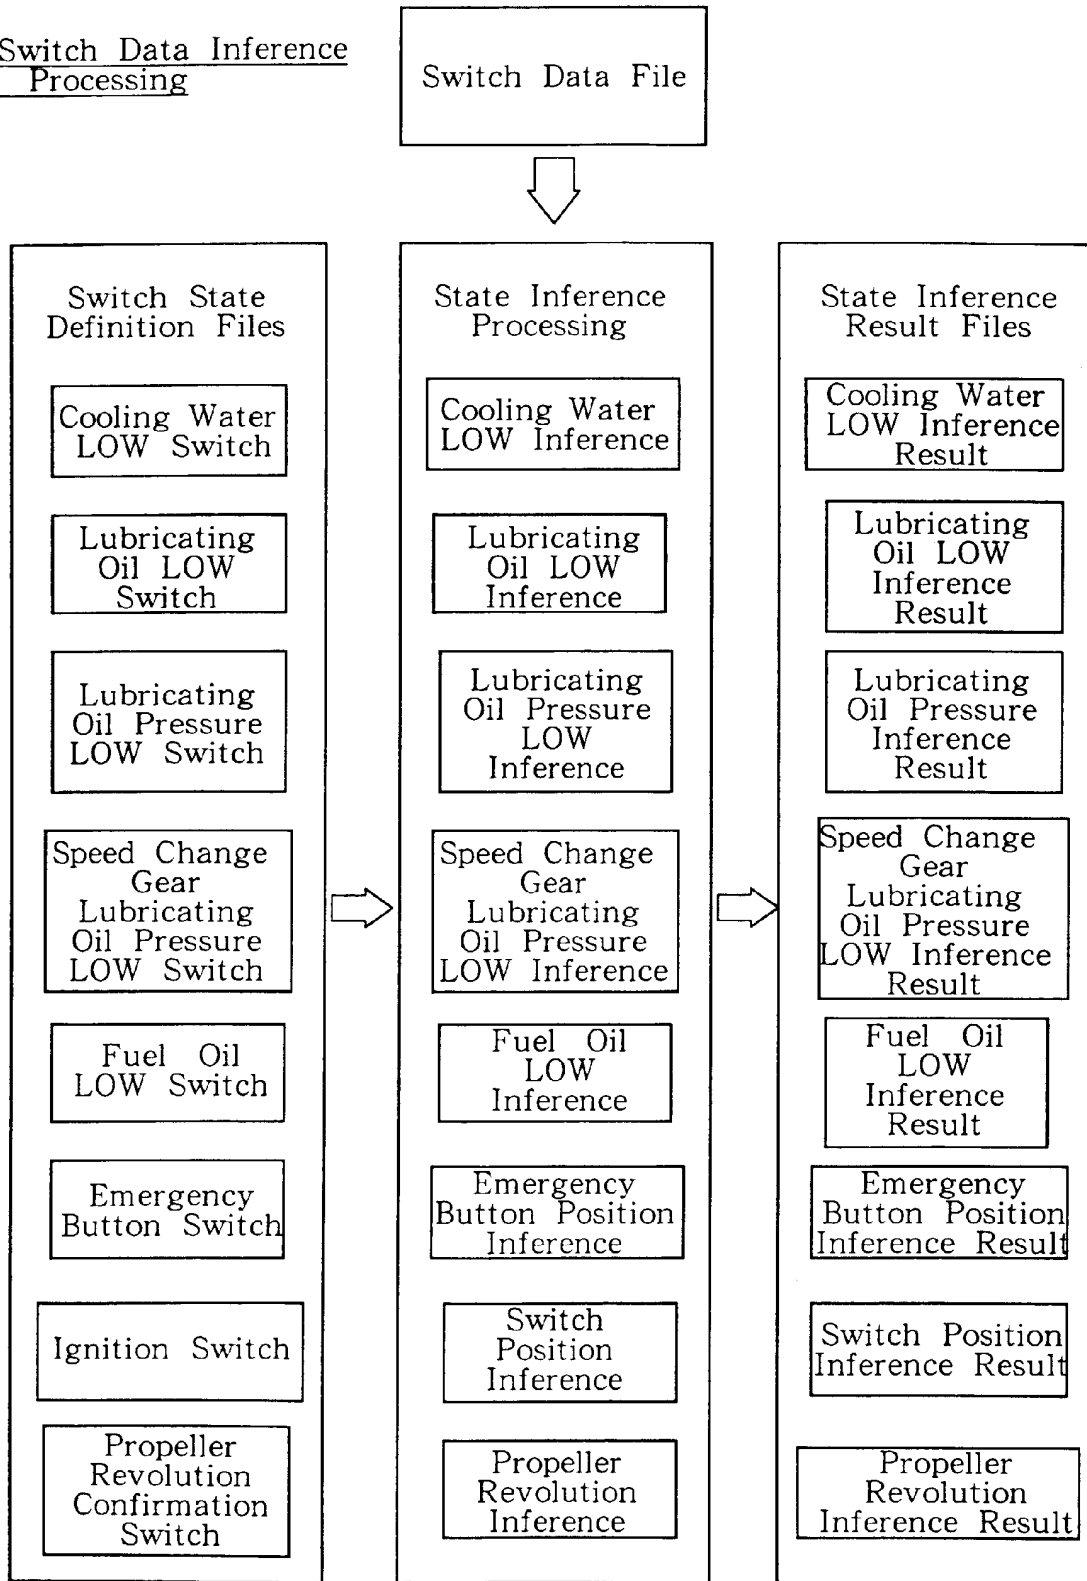 Switch Data Inference
Processing
Switch Data File
Switch State
Definition Files
Cooling Water
LOW Switch
Lubricating
Oil LOW
Switch
Lubricating
Oil Pressure
LOW Switch
Speed Change
Gear
Lubricating
Oil Pressure
LOW Switch
Fuel Oil
LOW Switch
Emergency
Button Switch
Ignition Switch
Propeller
Revolution
Confirmation
Switch
State Inference
Processing
Cooling Water
LOW Inference
Lubricating
Oil LOW
Inference
Lubricating
Oil Pressure
LOW
Inference
Speed Change
Gear
Lubricating
Oil Pressure
LOW Inference
Fuel Oil
LOW
Inference
Emergency
Button Position
Inference
Switch
Position
Inference
Propeller
Revolution
Inference
State Inference
Result Files
Cooling Water
LOW Inference
Result
Lubricating
Oil LOW
Inference
Result
Lubricating
Oil Pressure
Inference
Result
Speed Change
Gear
Lubricating
Oil Pressure
LOW Inference
Result
Fuel Oil
LOW
Inference
Result
Emergency
Button Position
Inference Result
Switch Position
Inference Result
Propeller
Revolution
Inference Result